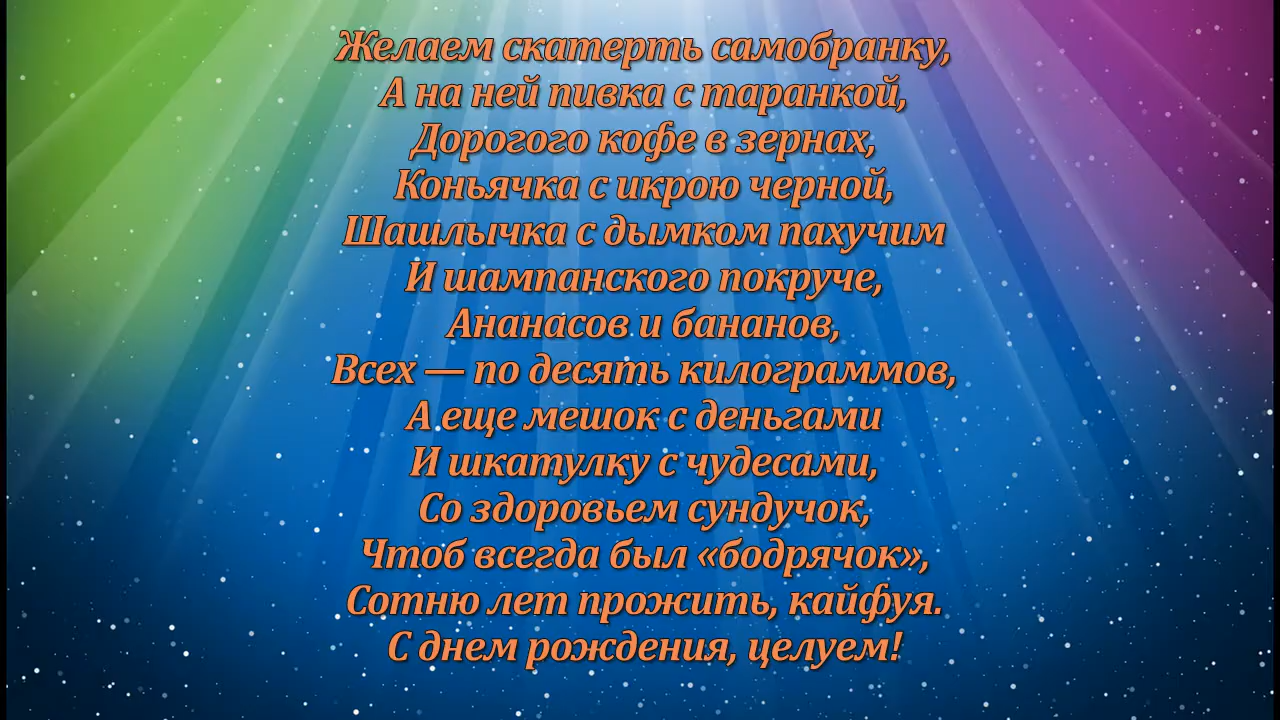 Желаем скатерть самобранку,
А на ней пивка с таранкой,
Дорогого кофе в зернах,
Коньячка с икрою черной,
Шашлычка с дымком пахучим
И шампанского покруче,
Ананасов и бананов,
Всех — по десять килограммов,
А еще мешок с деньгами
И шкатулку с чудесами,
Со здоровьем сундучок,
Чтоб всегда был «бодрячок»,
Сотню лет прожить, кайфуя.
С днем рождения, целуем!